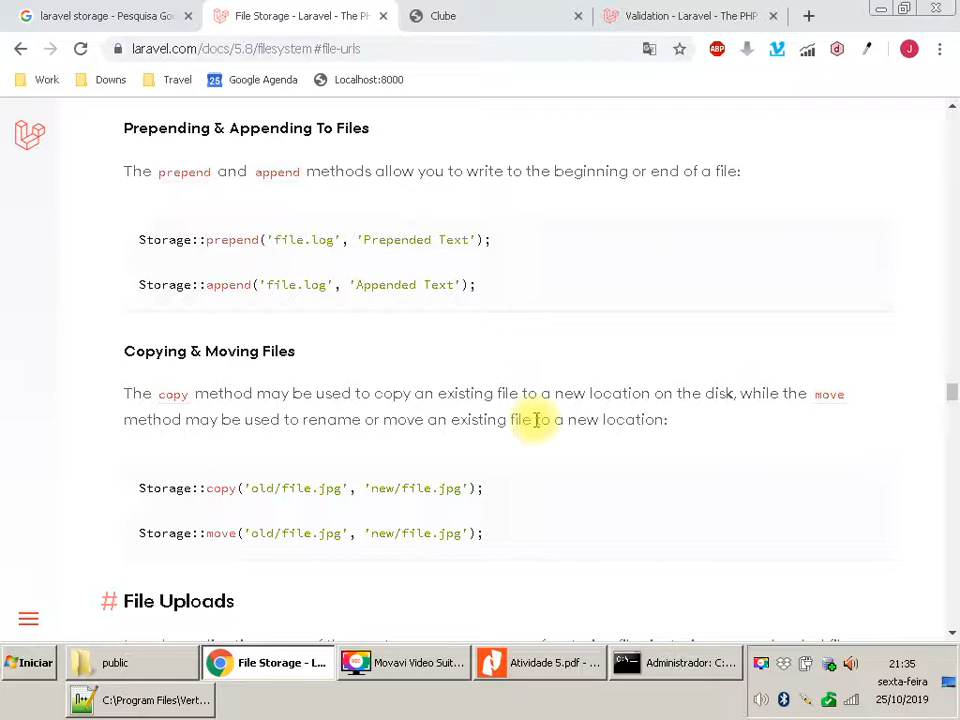 laravel storage - Pesquisa Goo
File Storage - Laravel - The PH
Clube
Validation - Laravel - The PHP
laravel.com/docs/5.8/filesystem#file-urls
ABP
J
Work
Downs
Travel
25
Google Agenda
Localhost:8000
Prepending & Appending To Files
The prepend and append methods allow you to write to the beginning or end of a file:
Storage::prepend('file.log', 'Prepended Text');
Storage::append('file.log', 'Appended Text');
Copying & Moving Files
The copy method may be used to copy an existing file to a new location on the disk, while the move
method may be used to rename or move an existing file to a new location:
Storage::copy('old/file.jpg', 'new/file.jpg');
Storage::move('old/file.jpg', 'new/file.jpg');
# File Uploads
Iniciar
public
File Storage - L...
Movavi Video Suit...
Atividade 5.pdf - ...
Administrador: C:...
21:35
sexta-feira
25/10/2019
C:\Program Files\Vert...